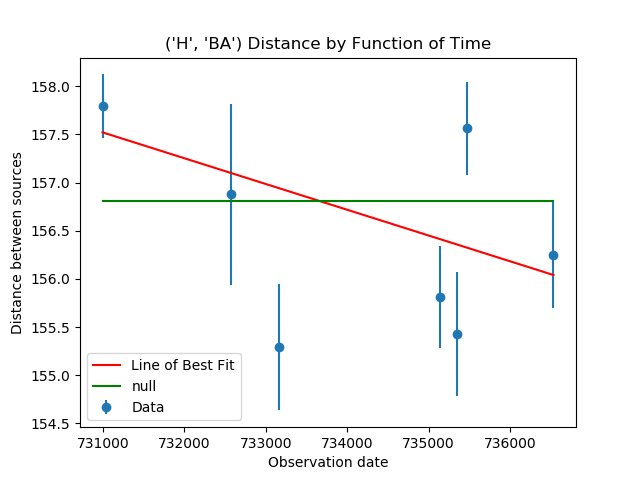 ('H', 'BA') Distance by Function of Time
Distance between sources
158.0
157.5
157.0
156.5
156.0
155.5
155.0
154.5
Line of Best Fit
null
Data
731000 732000 733000 734000 735000 736000
Observation date